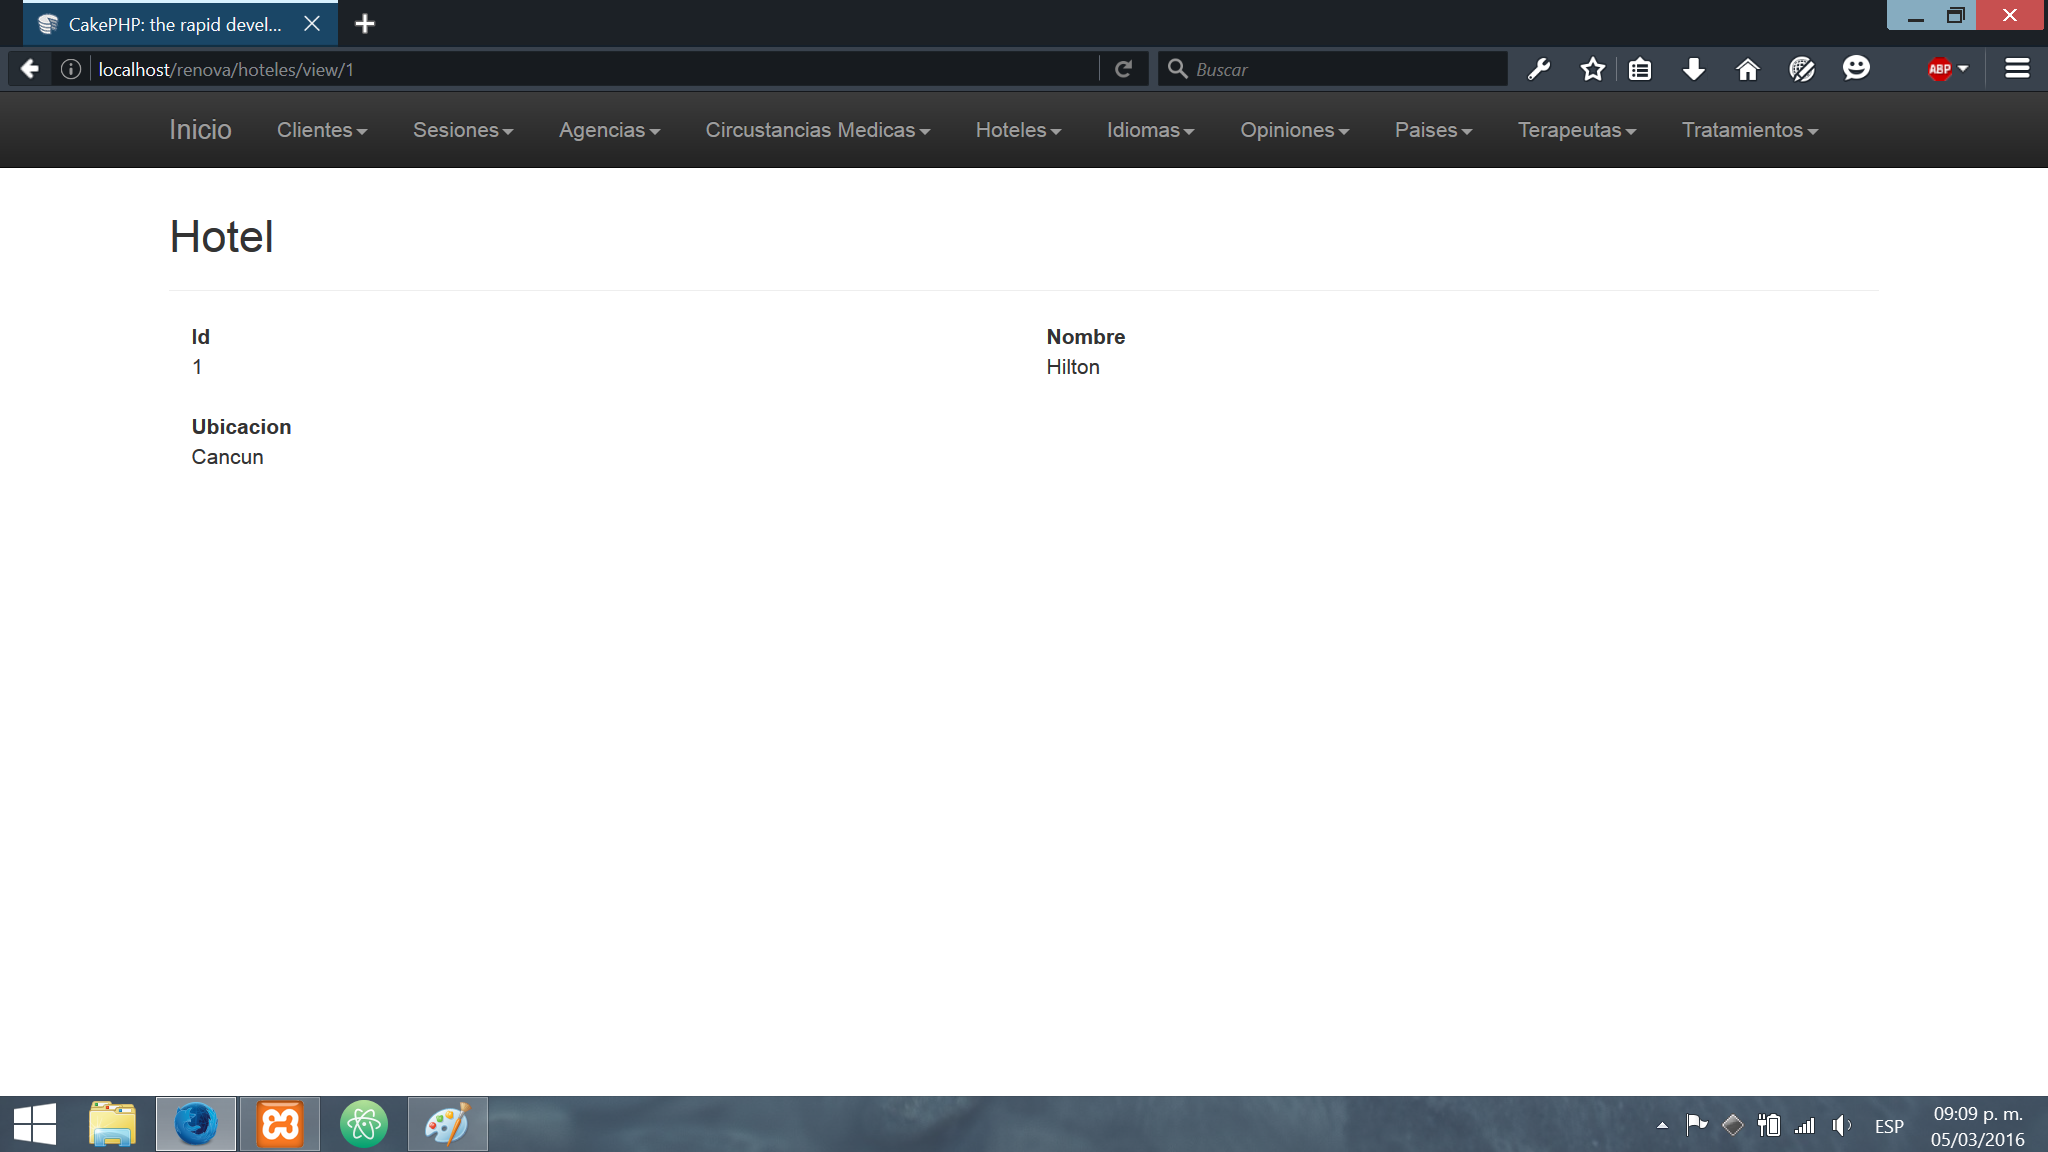 CakePHP: the rapid devel...
localhost/renova/hoteles/view/1
Buscar
ABP
Inicio Clientes Sesiones Agencias Circustancias Medicas Hoteles Idiomas Opiniones Paises Terapeutas Tratamientos
Hotel
Id Nombre
1 Hilton
Ubicacion
Cancun
ESP
09:09 p. m.
05/03/2016